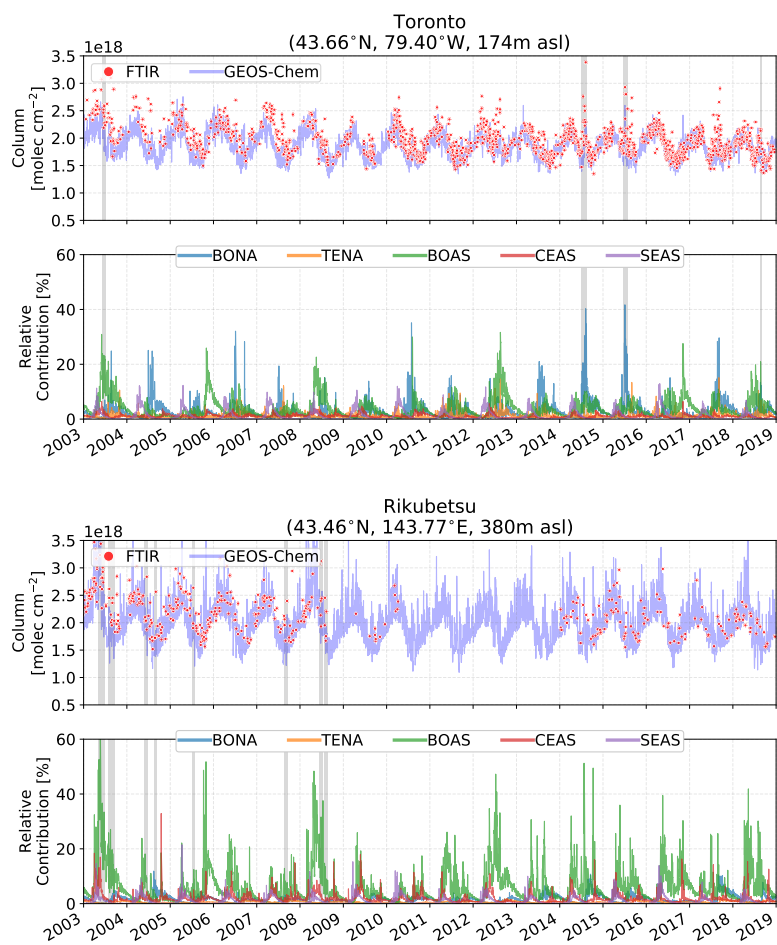 Toronto
(43.66°N, 79.40°W, 174m asl)
1e18
3.5
3.0
2.5
2.0
1.5
1.0
0.5
Column
[molec cm⁻²]
FTIR
GEOS-Chem
60
40
20
0
Relative
Contribution [%]
BONA
TENA
BOAS
CEAS
SEAS
2003
2004
2005
2006
2007
2008
2009
2010
2011
2012
2013
2014
2015
2016
2017
2018
2019
Rikubetsu
(43.46°N, 143.77°E, 380m asl)
1e18
3.5
3.0
2.5
2.0
1.5
1.0
0.5
Column
[molec cm⁻²]
FTIR
GEOS-Chem
60
40
20
0
Relative
Contribution [%]
BONA
TENA
BOAS
CEAS
SEAS
2003
2004
2005
2006
2007
2008
2009
2010
2011
2012
2013
2014
2015
2016
2017
2018
2019